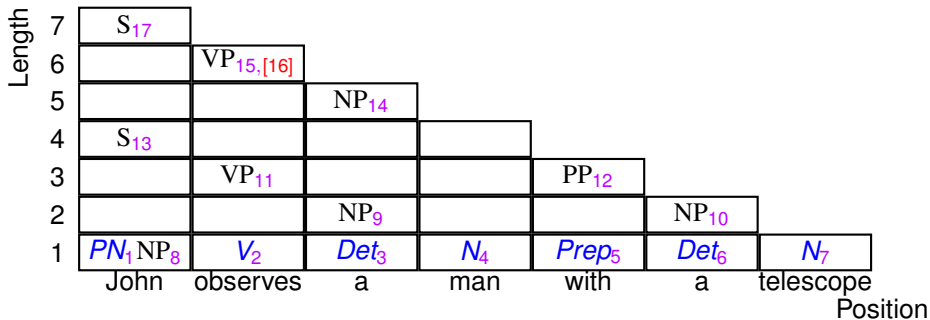 Length
7 S17
6 VP15,[16]
5 NP14
4 S13
3 VP11 PP12
2 NP9 NP10
1 PN1 NP8 V2 Det3 N4 Prep5 Det6 N7
John observes a man with a telescope
Position